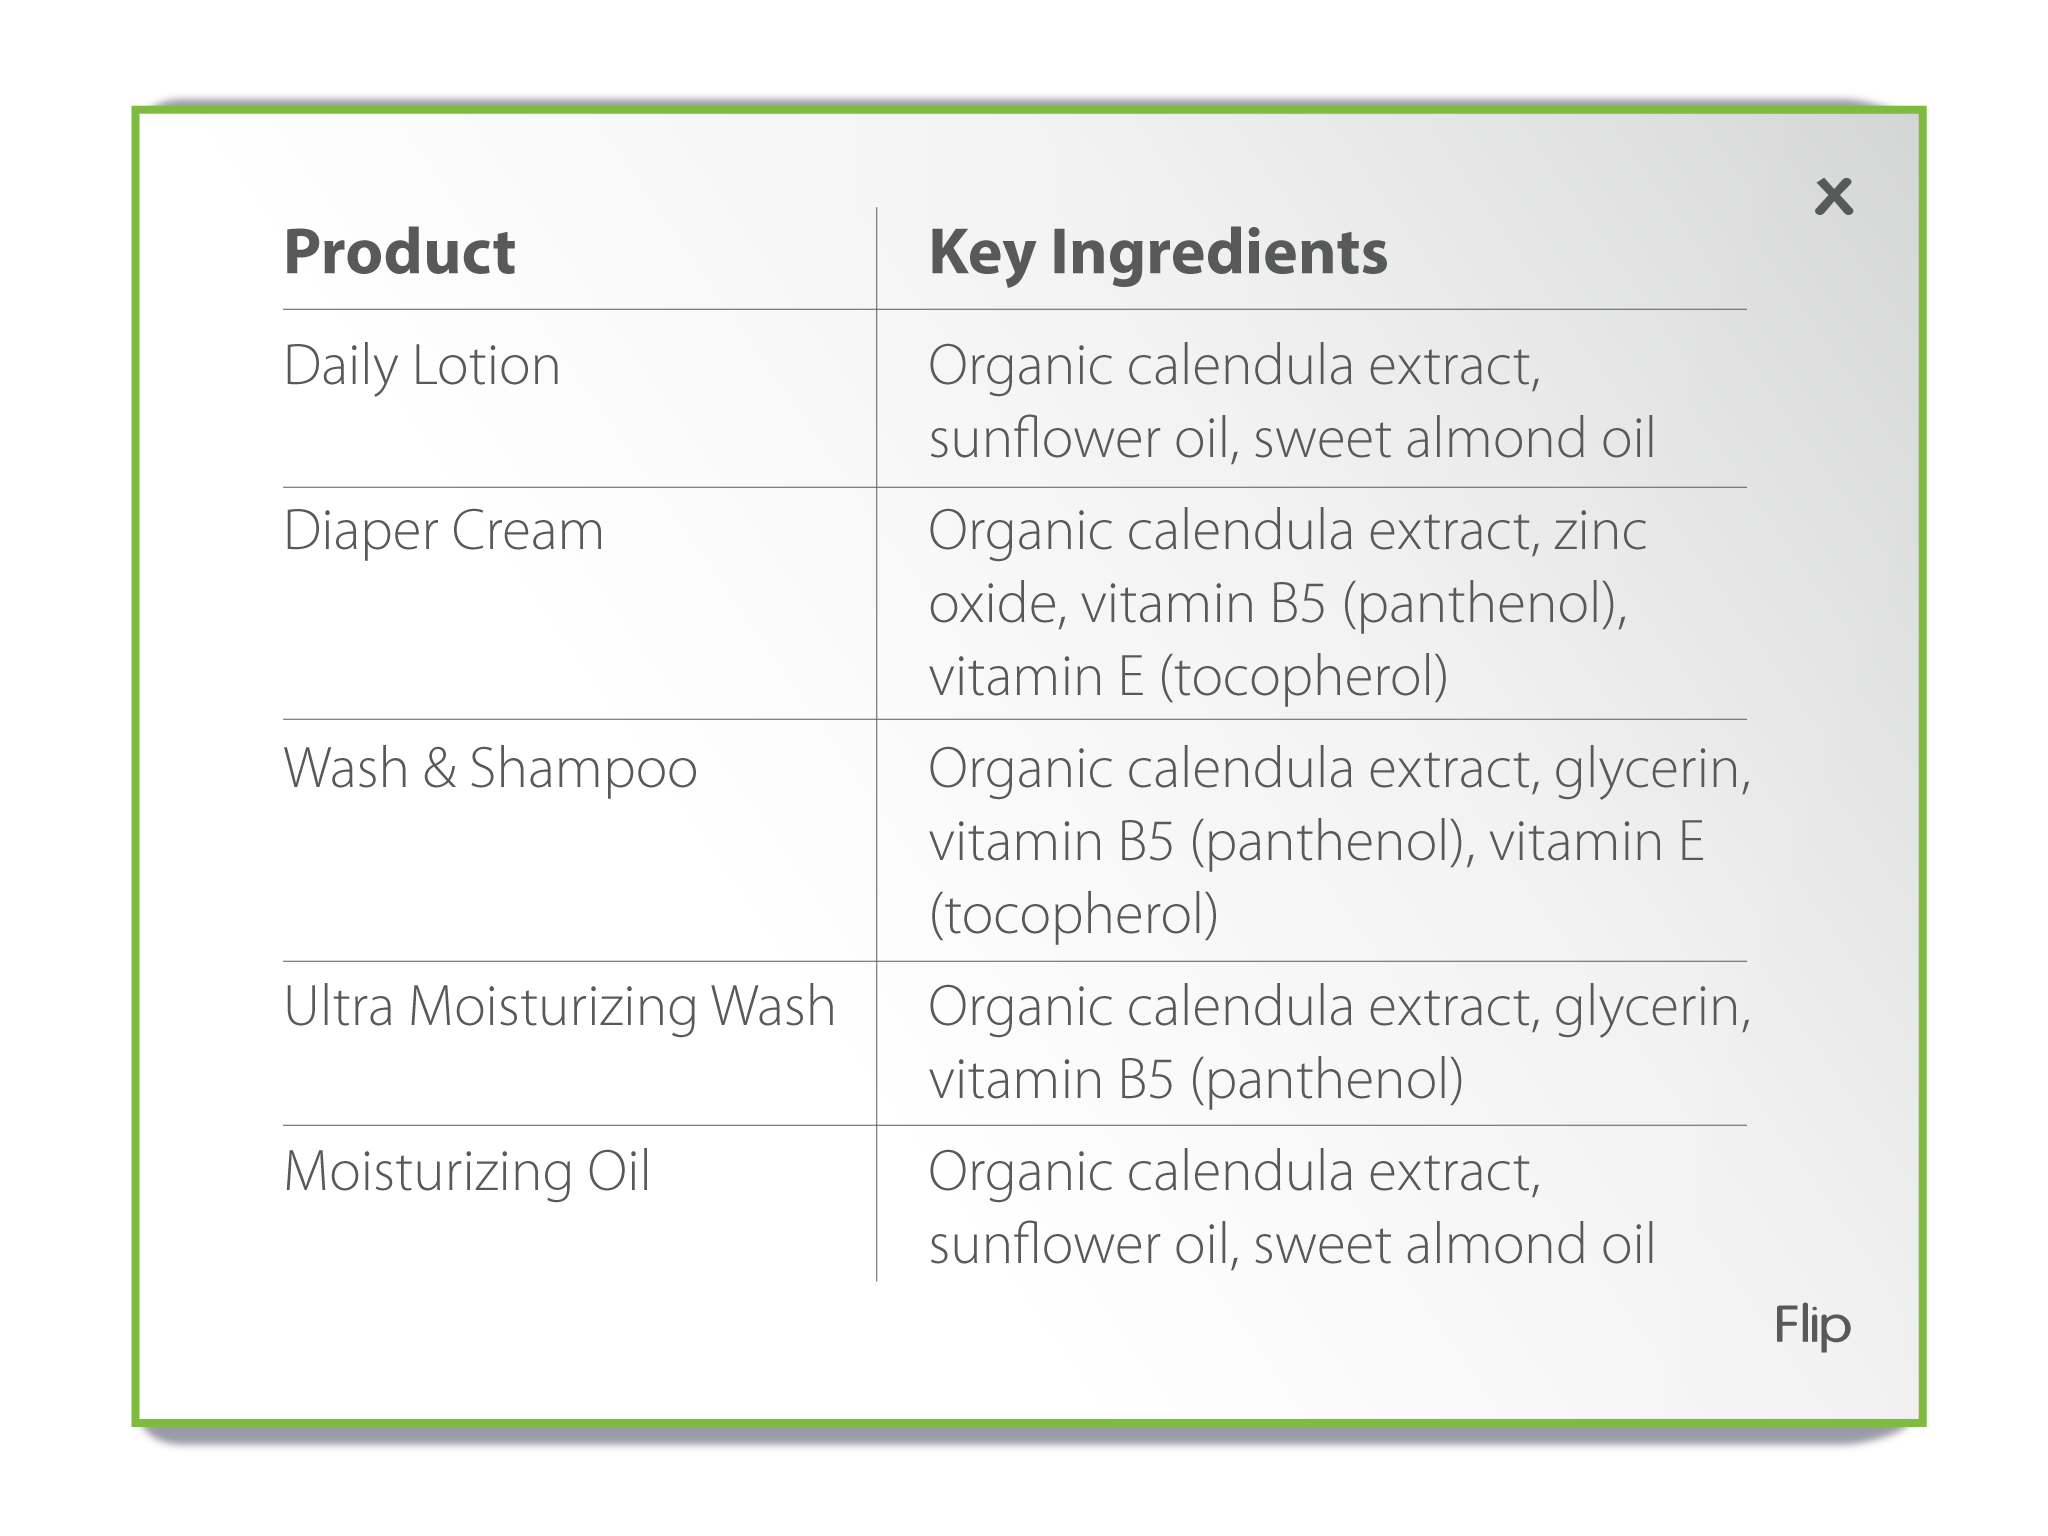 x
Product
Key Ingredients
Daily Lotion
Organic calendula extract,
sunflower oil, sweet almond oil
Diaper Cream
Organic calendula extract, zinc
oxide, vitamin B5 (panthenol),
vitamin E (tocopherol)
Wash & Shampoo
Organic calendula extract, glycerin,
vitamin B5 (panthenol), vitamin E
(tocopherol)
Ultra Moisturizing Wash
Organic calendula extract, glycerin,
vitamin B5 (panthenol)
Moisturizing Oil
Organic calendula extract,
sunflower oil, sweet almond oil
Flip